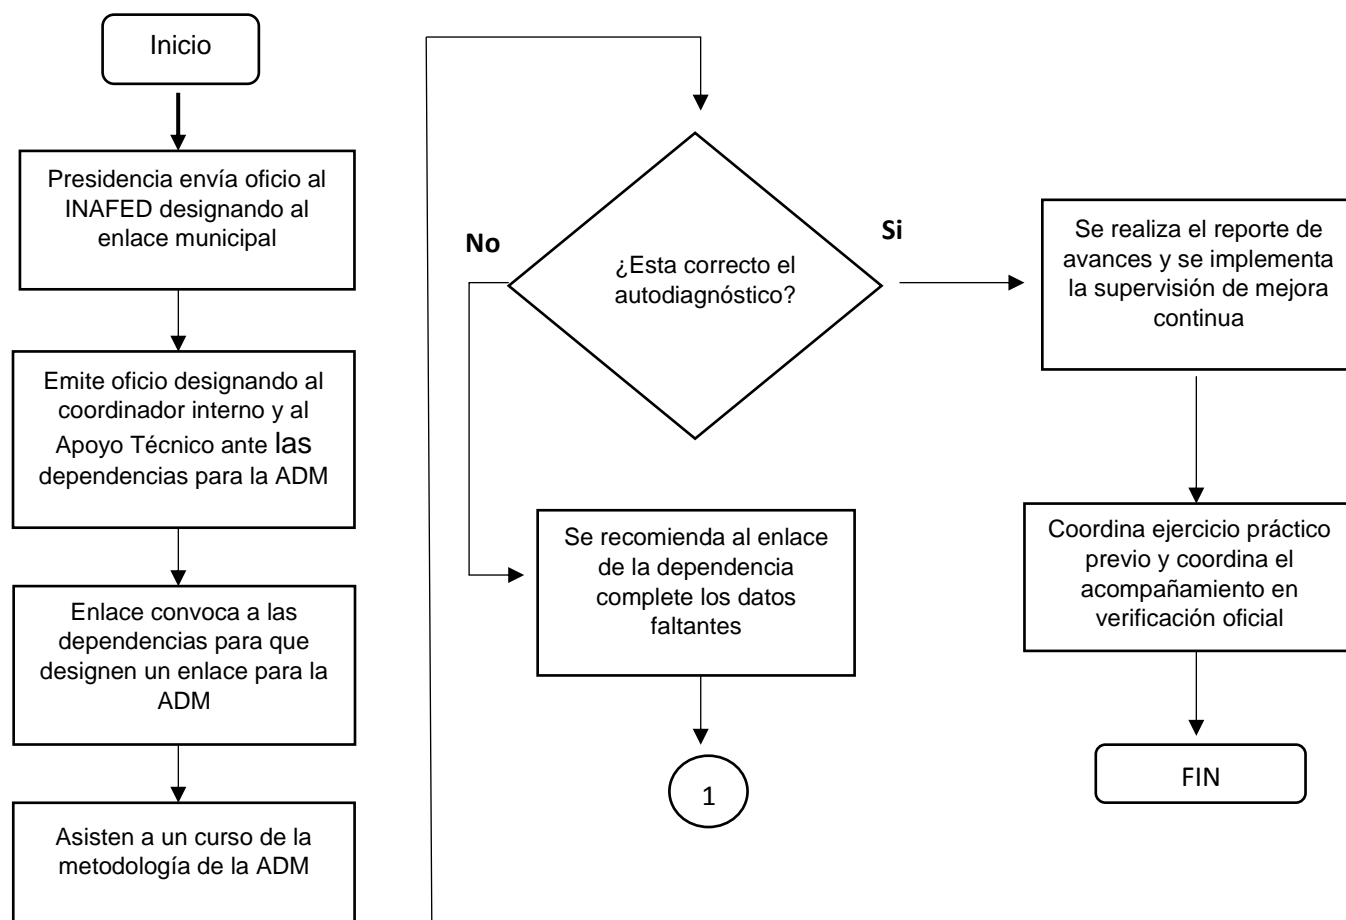 Inicio
Presidencia envía oficio al
INAFED designando al
enlace municipal
Emite oficio designando al
coordinador interno y al
Apoyo Técnico ante las
dependencias para la ADM
Enlace convoca a las
dependencias para que
designen un enlace para la
ADM
Asisten a un curso de la
metodología de la ADM
No
¿Esta correcto el
autodiagnóstico?
Si
Se recomienda al enlace
de la dependencia
complete los datos
faltantes
1
Se realiza el reporte de
avances y se implementa
la supervisión de mejora
continua
Coordina ejercicio práctico
previo y coordina el
acompañamiento en
verificación oficial
FIN